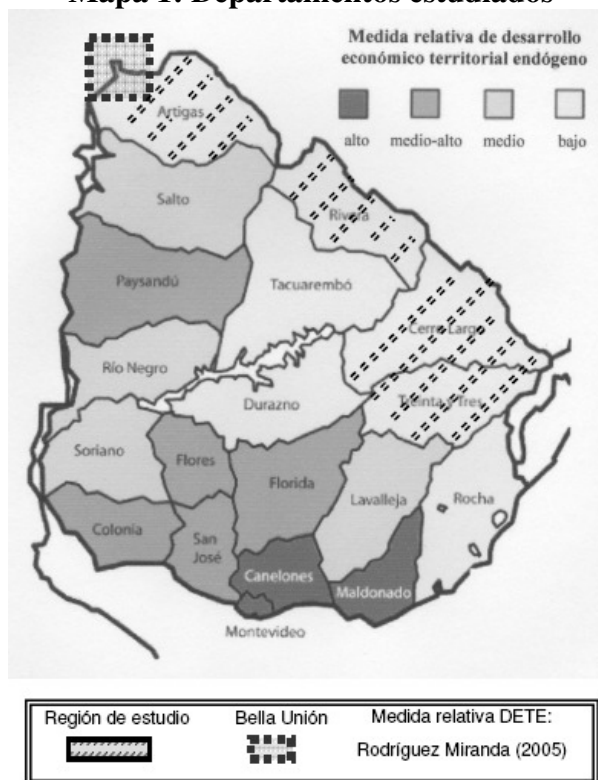 Mapa 1: Departamentos estudiados
Medida relativa de desarrollo
económico territorial endógeno
alto medio-alto medio bajo
Artigas
Salto
Rivera
Paysandú
Tacuarembó
Cerro Largo
Río Negro
Durazno
Treinta y Tres
Soriano
Flores
Florida
Lavalleja
Rocha
Colonia
San
José
Canelones
Maldonado
Montevideo
Región de estudio Bella Unión Medida relativa DETE:
Rodríguez Miranda (2005)